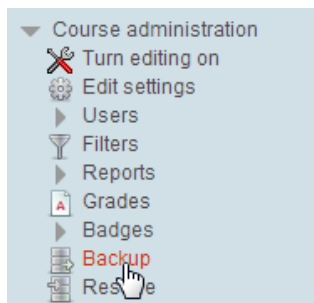 Course administration
Turn editing on
Edit settings
Users
Filters
Reports
A Grades
Badges
Backup